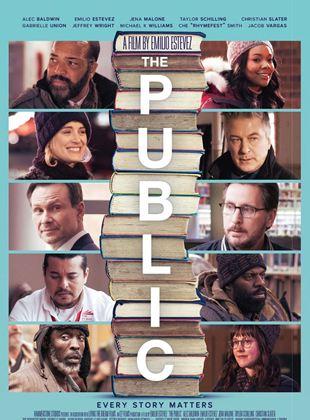 ALEC BALDWIN EMILIO ESTEVEZ JENA MALONE TAYLOR SCHILLING CHRISTIAN SLATER
GABRIELLE UNION JEFFREY WRIGHT MICHAEL K WILLIAMS CHE "RHYMEFEST" SMITH JACOB VARGAS
A FILM BY EMILIO ESTEVEZ
THE
PUBLIC
EVERY STORY MATTERS